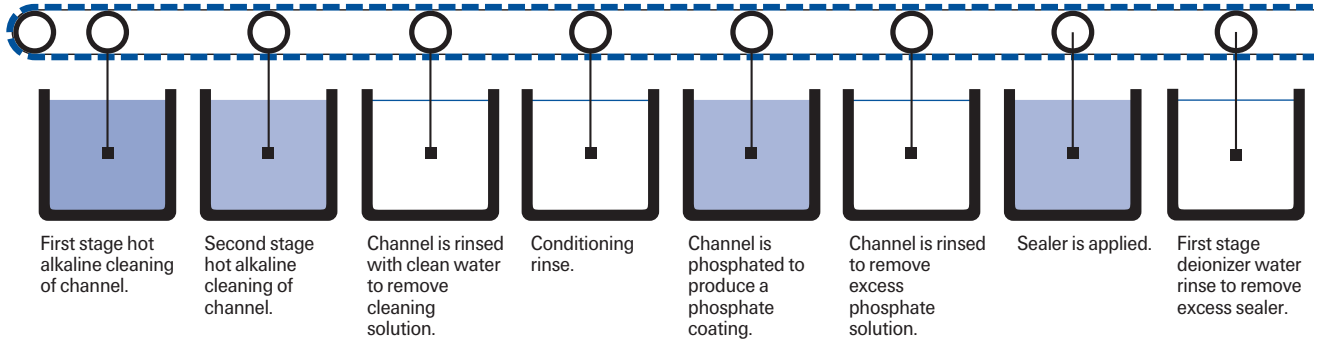 First stage hot
alkaline cleaning
of channel.
Second stage
hot alkaline
cleaning of
channel.
Channel is rinsed
with clean water
to remove
cleaning
solution.
Conditioning
rinse.
Channel is
phosphated to
produce a
phosphate
coating.
Channel is rinsed
to remove
excess
phosphate
solution.
Sealer is applied.
First stage
deionizer water
rinse to remove
excess sealer.